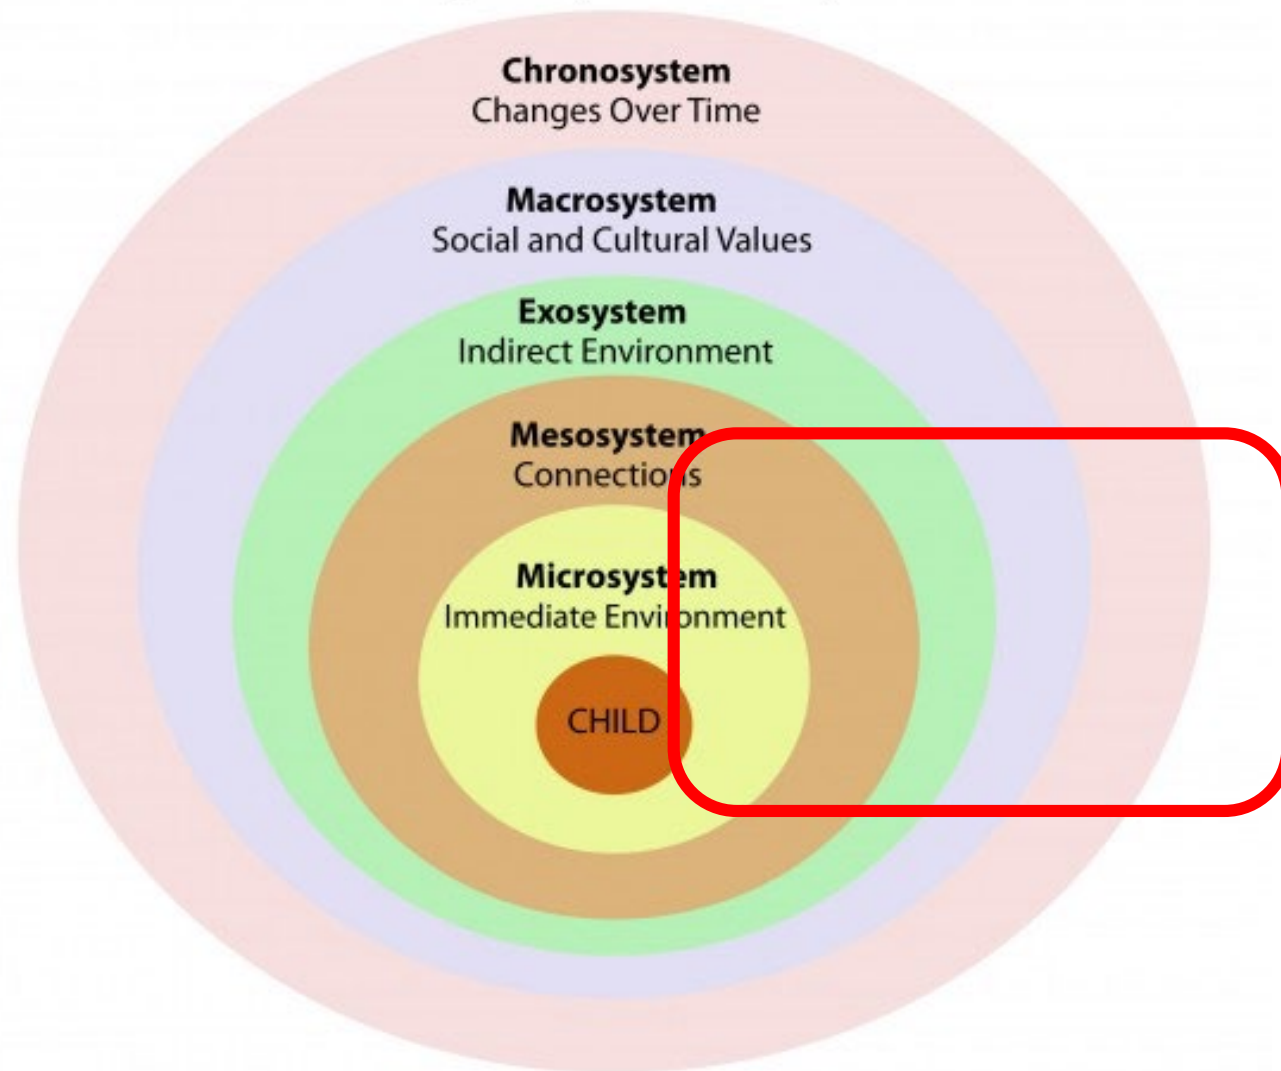 Chronosystem
Changes Over Time
Macrosystem
Social and Cultural Values
Exosystem
Indirect Environment
Mesosystem
Connections
Microsystem
Immediate Environment
CHILD